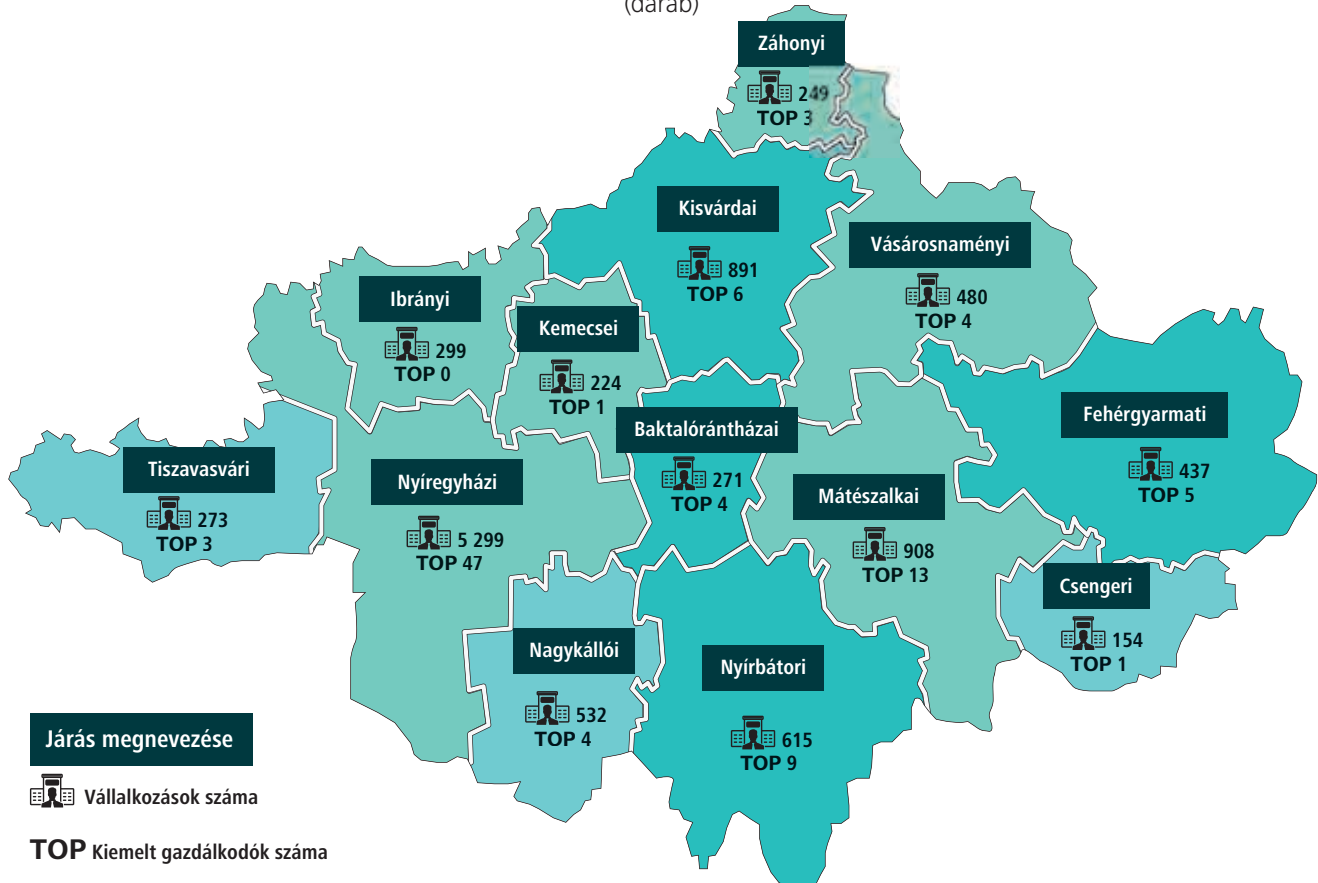 (darab)
Záhonyi
249
TOP 3
Kisvárdai
891
TOP 6
Vásárosnaményi
480
TOP 4
Ibrányi
299
TOP 0
Kemecsei
224
TOP 1
Baktalórántházai
271
TOP 4
Fehérgyarmati
437
TOP 5
Tiszavasvári
273
TOP 3
Nyíregyházi
5 299
TOP 47
Mátészalkai
908
TOP 13
Csengeri
154
TOP 1
Nagykállói
532
TOP 4
Nyírbátori
615
TOP 9
Járás megnevezése
Vállalkozások száma
TOP Kiemelt gazdálkodók száma